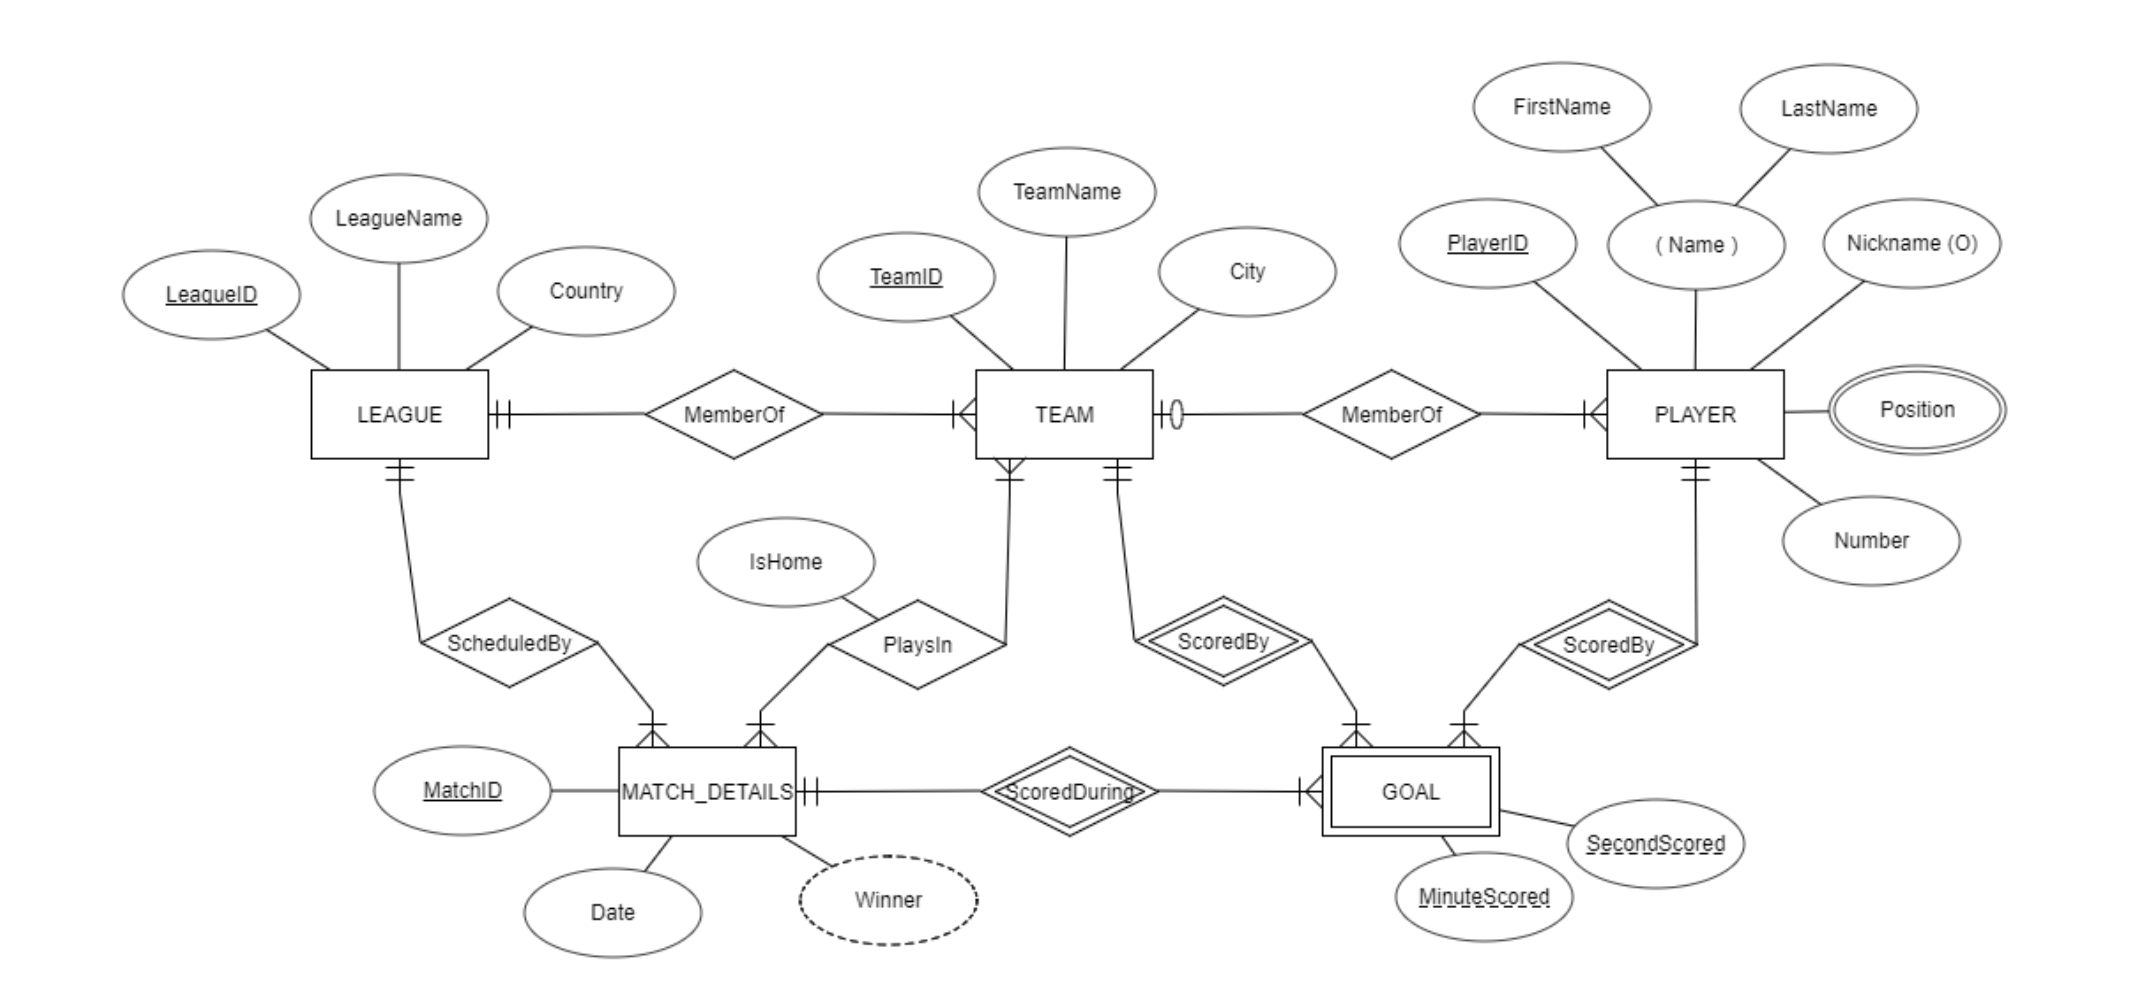 FirstName
LastName
TeamName
LeagueName
PlayerID
( Name )
Nickname (O)
TeamID
City
LeagueID
Country
LEAGUE
MemberOf
TEAM
MemberOf
PLAYER
Position
IsHome
Number
ScheduledBy
PlaysIn
ScoredBy
ScoredBy
MatchID
MATCH_DETAILS
ScoredDuring
GOAL
SecondScored
Date
Winner
MinuteScored